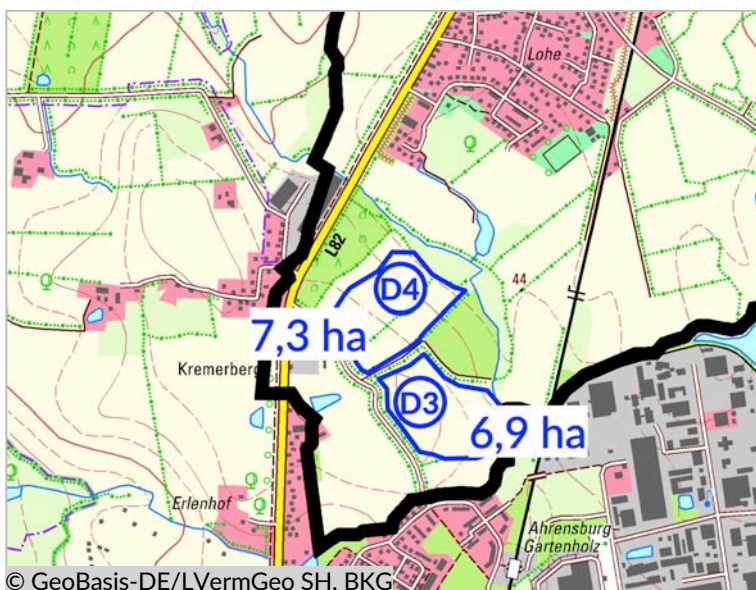 Lohe
L82
D4
44
7,3 ha
Kremerberg
D3
6,9 ha
Erlenhof
Ahrensburg-
Gartenholz
© GeoBasis-DE/LVermGeo SH, BKG